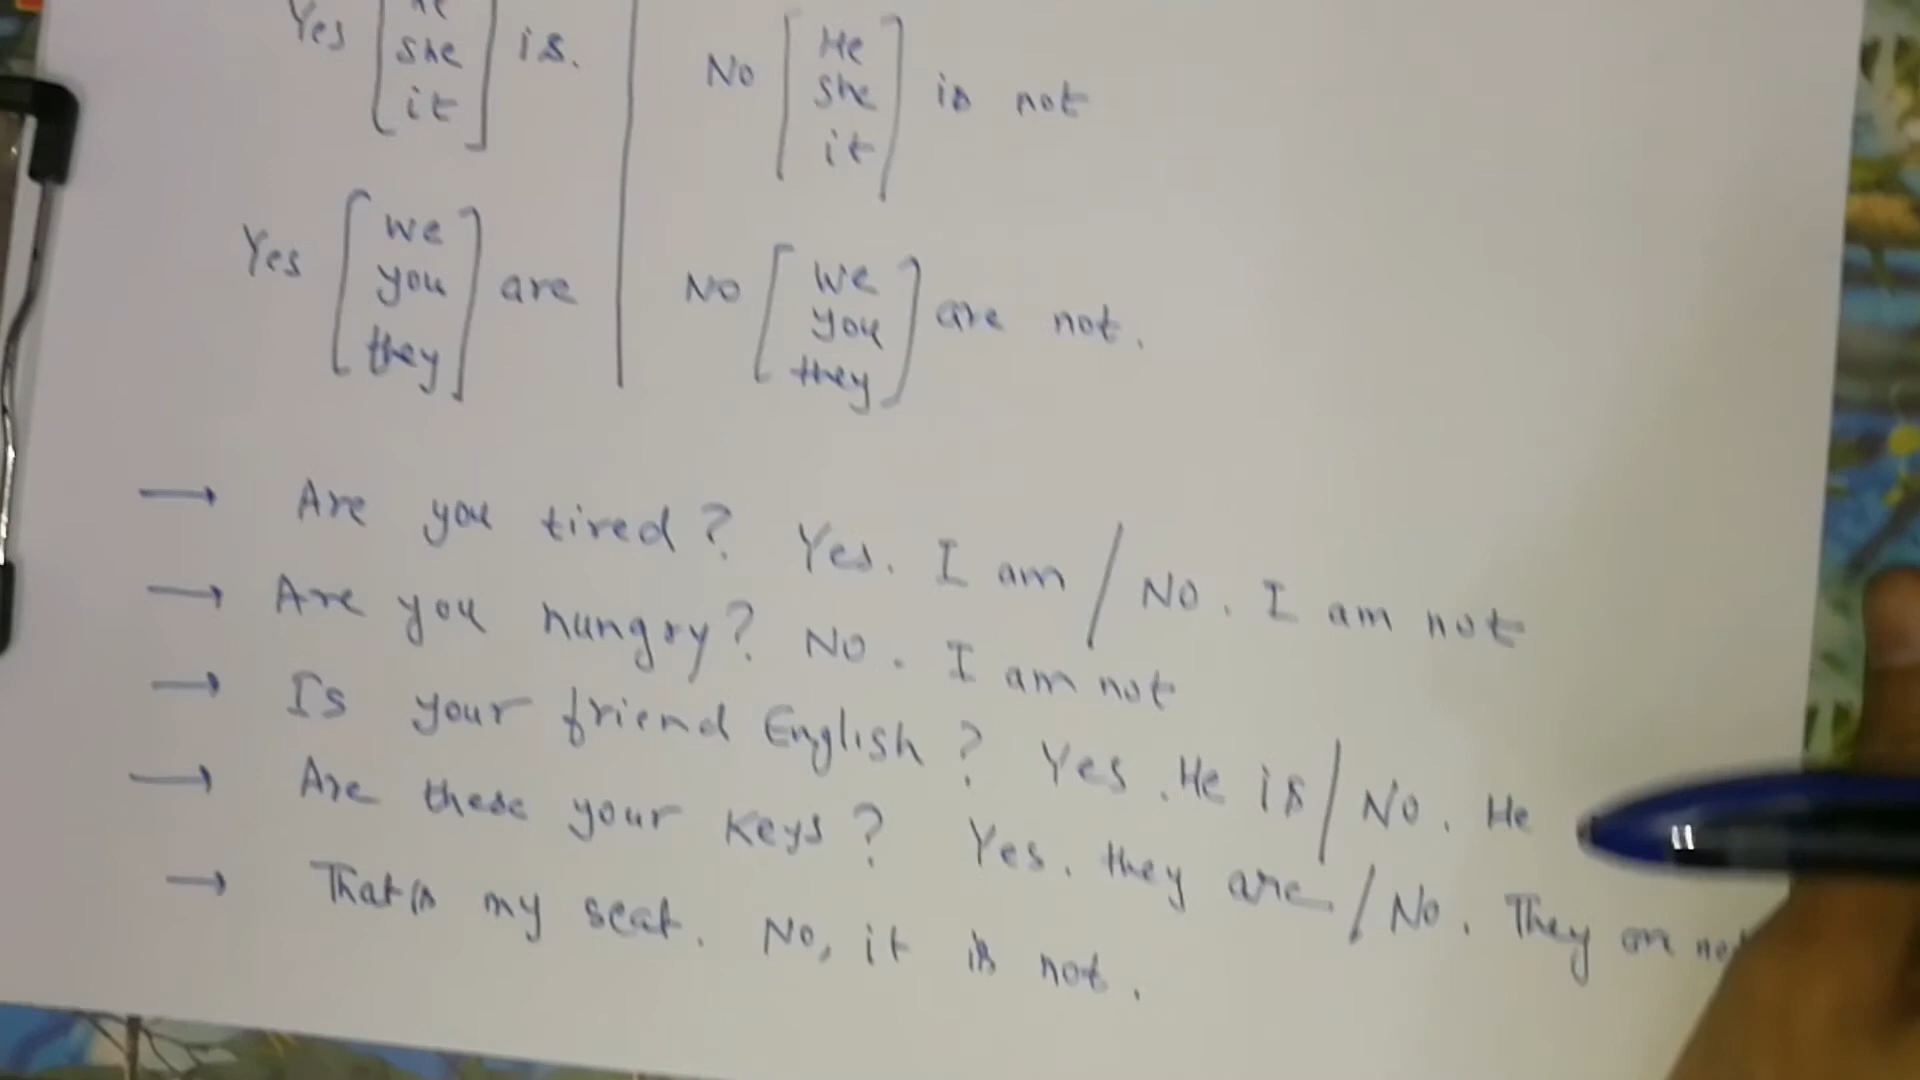 Yes she is.
it
No He
she is not
it
Yes we
you are
they
No we
you are not.
they
→ Are you tired? Yes. I am / No. I am not
→ Are you hungry? No. I am not
→ Is your friend English? Yes. He is / No. He
→ Are these your keys? Yes. they are / No. They are not
→ That is my seat. No, it is not.